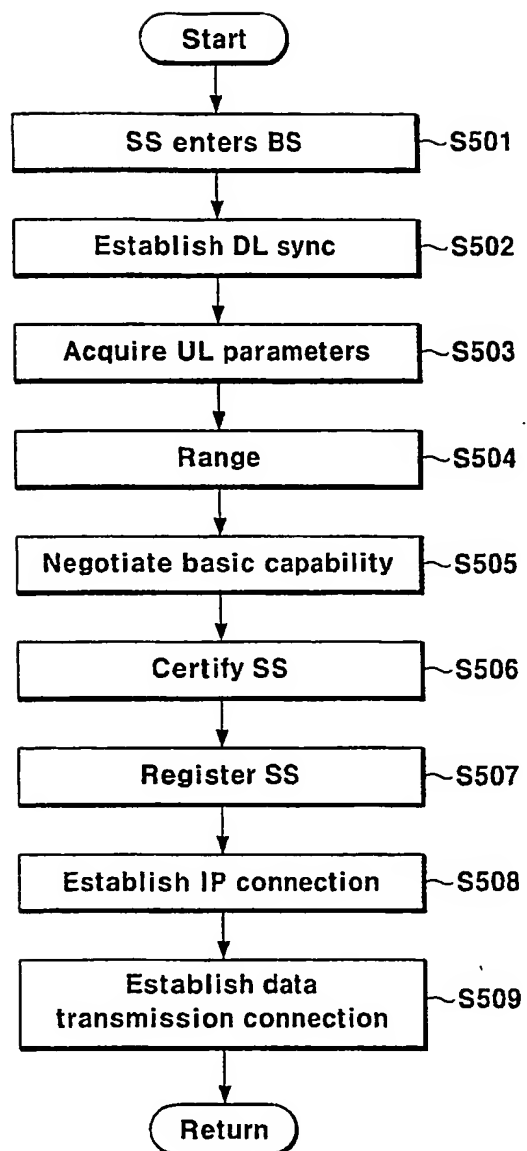 Start
SS enters BS
S501
Establish DL sync
S502
Acquire UL parameters
S503
Range
S504
Negotiate basic capability
S505
Certify SS
S506
Register SS
S507
Establish IP connection
S508
Establish data
transmission connection
S509
Return